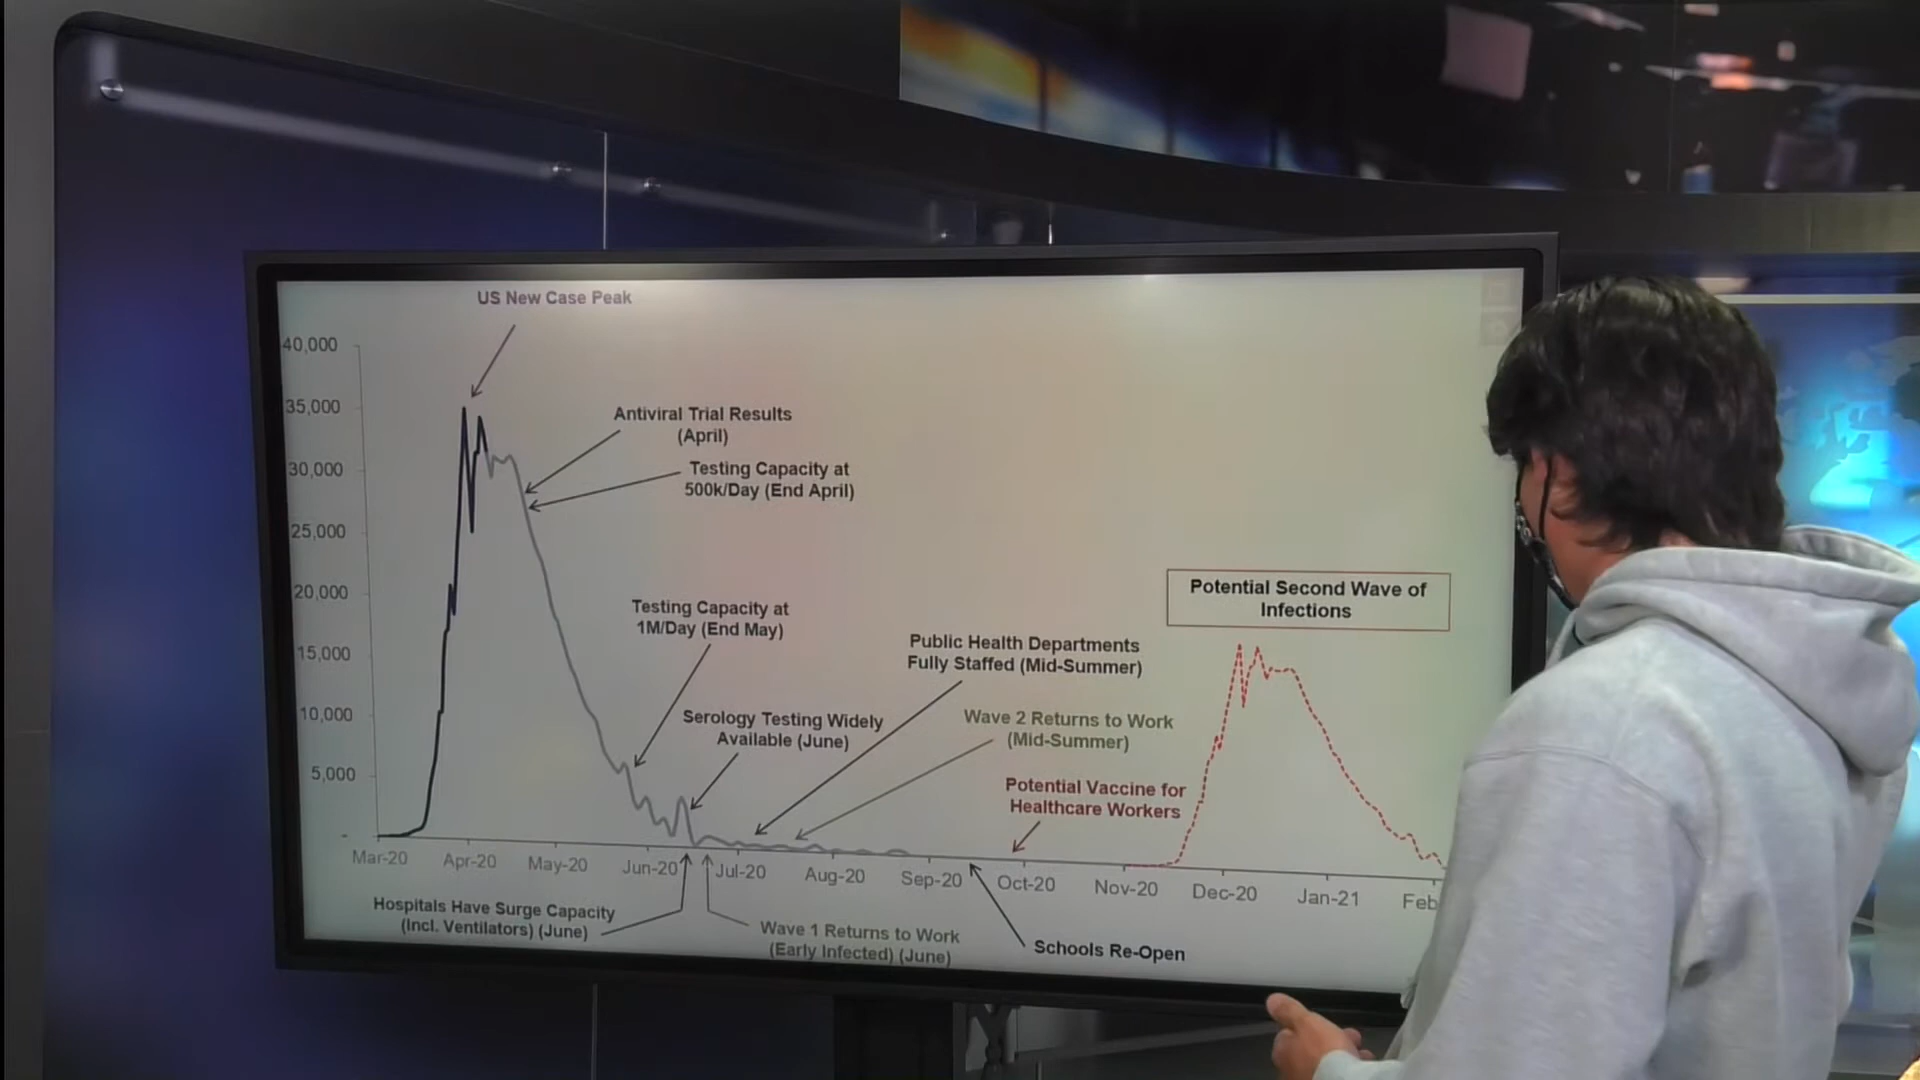 US New Case Peak
40,000
35,000
30,000
25,000
20,000
15,000
10,000
5,000
-
Antiviral Trial Results
(April)
Testing Capacity at
500k/Day (End April)
Testing Capacity at
1M/Day (End May)
Serology Testing Widely
Available (June)
Public Health Departments
Fully Staffed (Mid-Summer)
Wave 2 Returns to Work
(Mid-Summer)
Potential Vaccine for
Healthcare Workers
Potential Second Wave of
Infections
Mar-20 Apr-20 May-20 Jun-20 Jul-20 Aug-20 Sep-20 Oct-20 Nov-20 Dec-20 Jan-21 Feb
Hospitals Have Surge Capacity
(Incl. Ventilators) (June)
Wave 1 Returns to Work
(Early Infected) (June)
Schools Re-Open